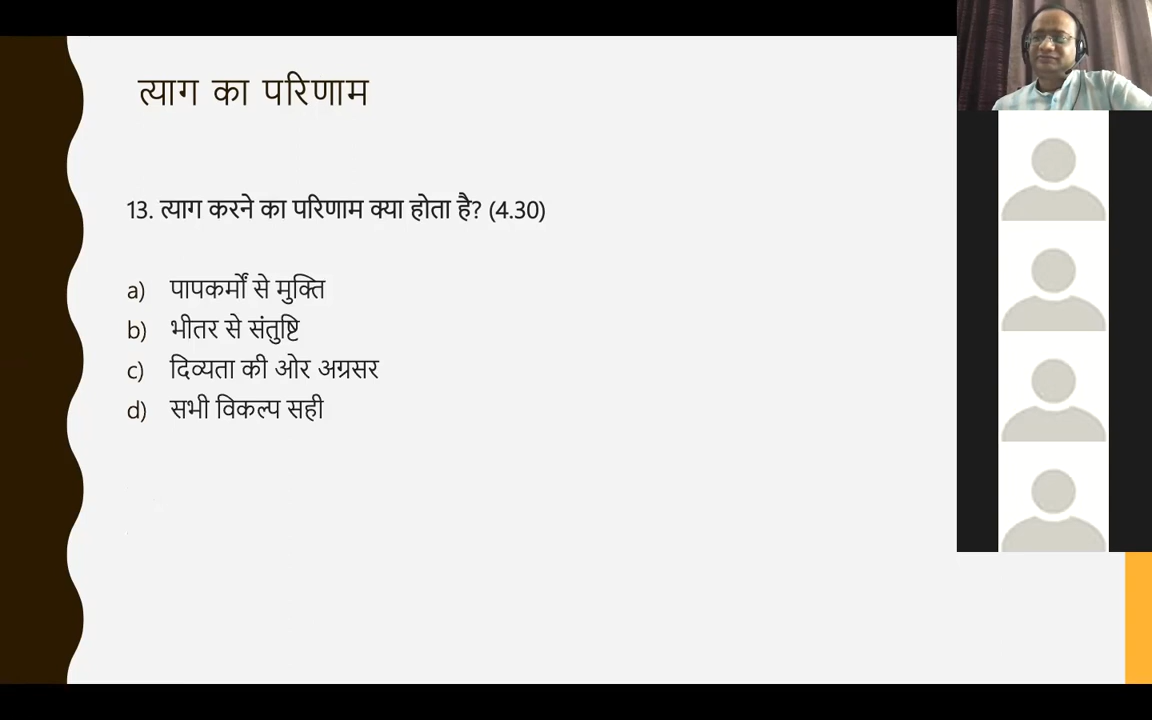 त्याग का परिणाम
13. त्याग करने का परिणाम क्या होता है? (4.30)
a) पापकर्मों से मुक्ति
b) भीतर से संतुष्टि
c) दिव्यता की ओर अग्रसर
d) सभी विकल्प सही